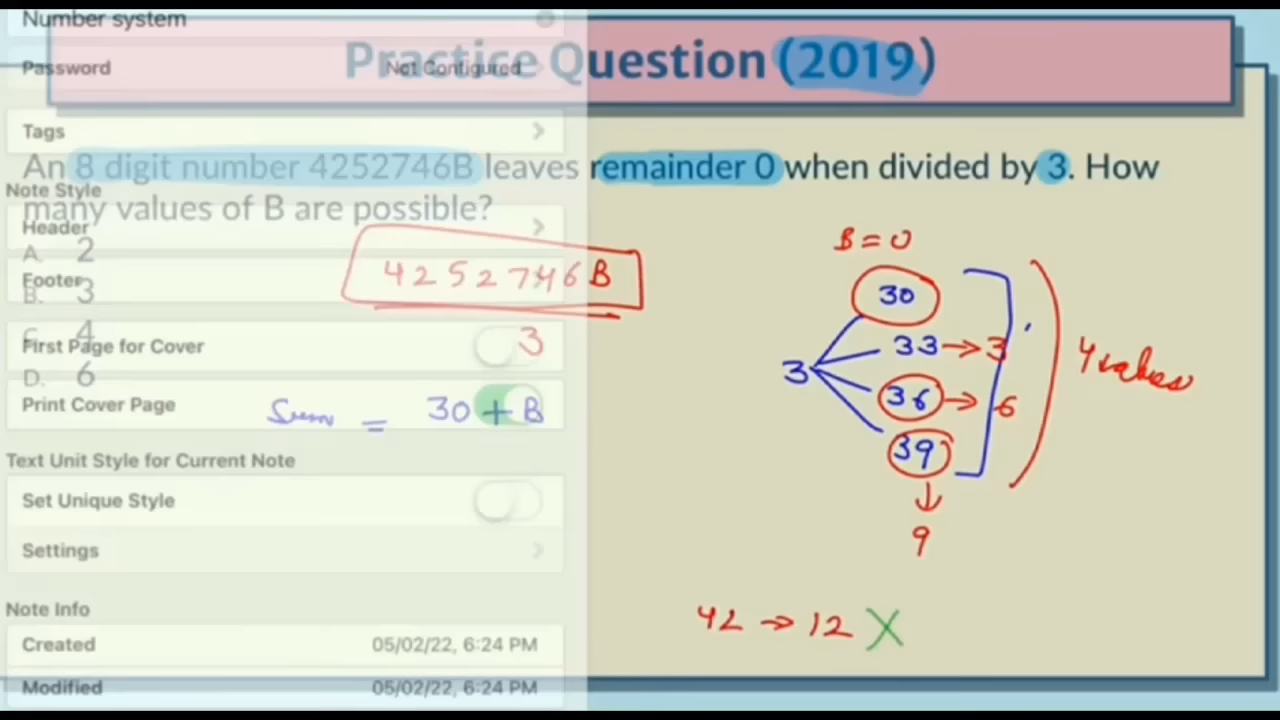 Number system
Practice Question (2019)
Password Not Configured
Tags
An 8 digit number 4252746B leaves remainder 0 when divided by 3. How
many values of B are possible?
Note Style
Header
A. 2
Footer
B. 3
C. 4
First Page for Cover
D. 6
Print Cover Page
4252746B
3
Sum = 30 + B
B = 0
30
3
33 → 3
36 → 6
39
↓
9
4 values
42 → 12 X
Text Unit Style for Current Note
Set Unique Style
Settings
Note Info
Created 05/02/22, 6:24 PM
Modified 05/02/22, 6:24 PM